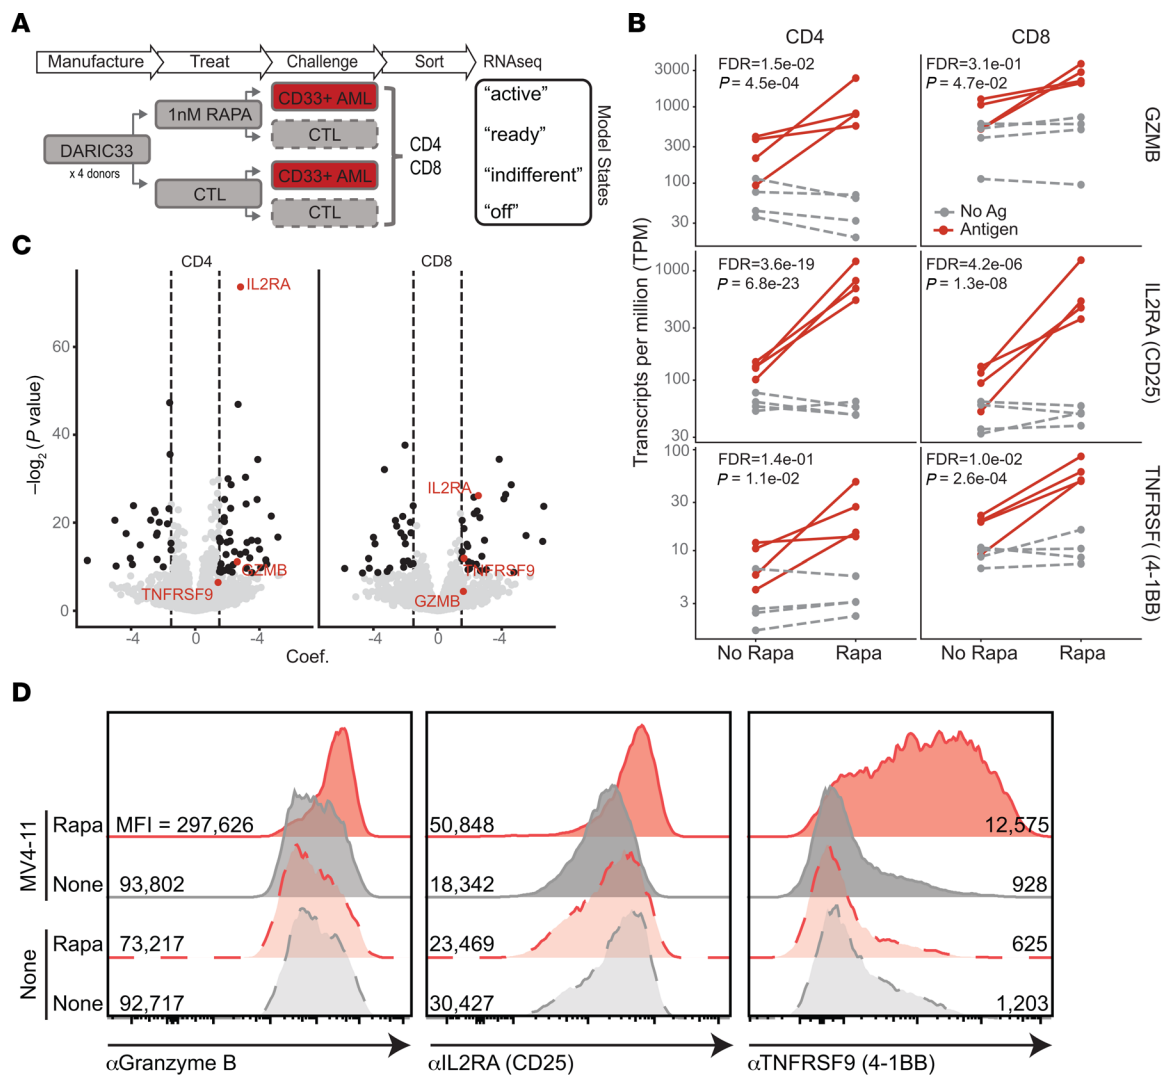 A
Manufacture Treat Challenge Sort RNAseq
DARIC33
x 4 donors
1nM RAPA
CTL
CD33+ AML
CTL
CD33+ AML
CTL
CD4
CD8
“active”
“ready”
“indifferent”
“off”
Model States
B
CD4 CD8
Transcripts per million (TPM)
3000
1000
300
100
30
FDR=1.5e-02
P = 4.5e-04
FDR=3.1e-01
P = 4.7e-02
No Ag
Antigen
GZMB
1000
300
100
30
FDR=3.6e-19
P = 6.8e-23
FDR=4.2e-06
P = 1.3e-08
IL2RA (CD25)
100
30
10
3
FDR=1.4e-01
P = 1.1e-02
FDR=1.0e-02
P = 2.6e-04
TNFRSF( (4-1BB)
No Rapa Rapa No Rapa Rapa
C
CD4 CD8
–log2 (P value)
60
40
20
0
IL2RA
GZMB
TNFRSF9
IL2RA
TNFRSF9
GZMB
-4 0 -4 -4 0 -4
Coef.
D
MV4-11
Rapa MFI = 297,626 50,848 12,575
None 93,802 18,342 928
None
Rapa 73,217 23,469 625
None 92,717 30,427 1,203
αGranzyme B αIL2RA (CD25) αTNFRSF9 (4-1BB)